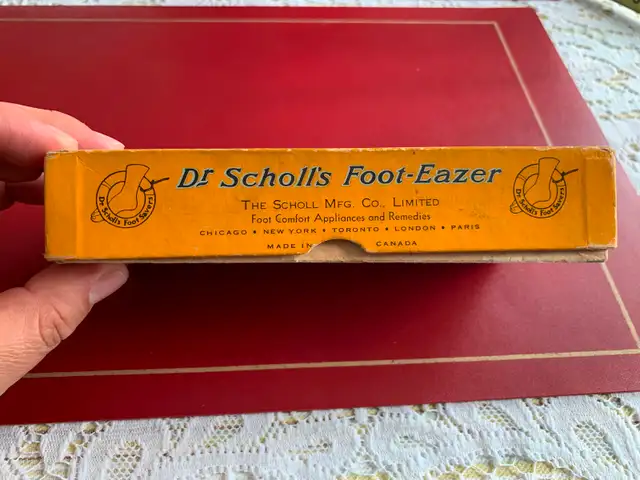 Dr Scholl's Foot-Eazer
The Scholl Mfg. Co., Limited
Foot Comfort Appliances and Remedies
CHICAGO • NEW YORK • TORONTO • LONDON • PARIS
MADE IN CANADA
Dr. Scholl's Foot Savers
Dr. Scholl's Foot Savers